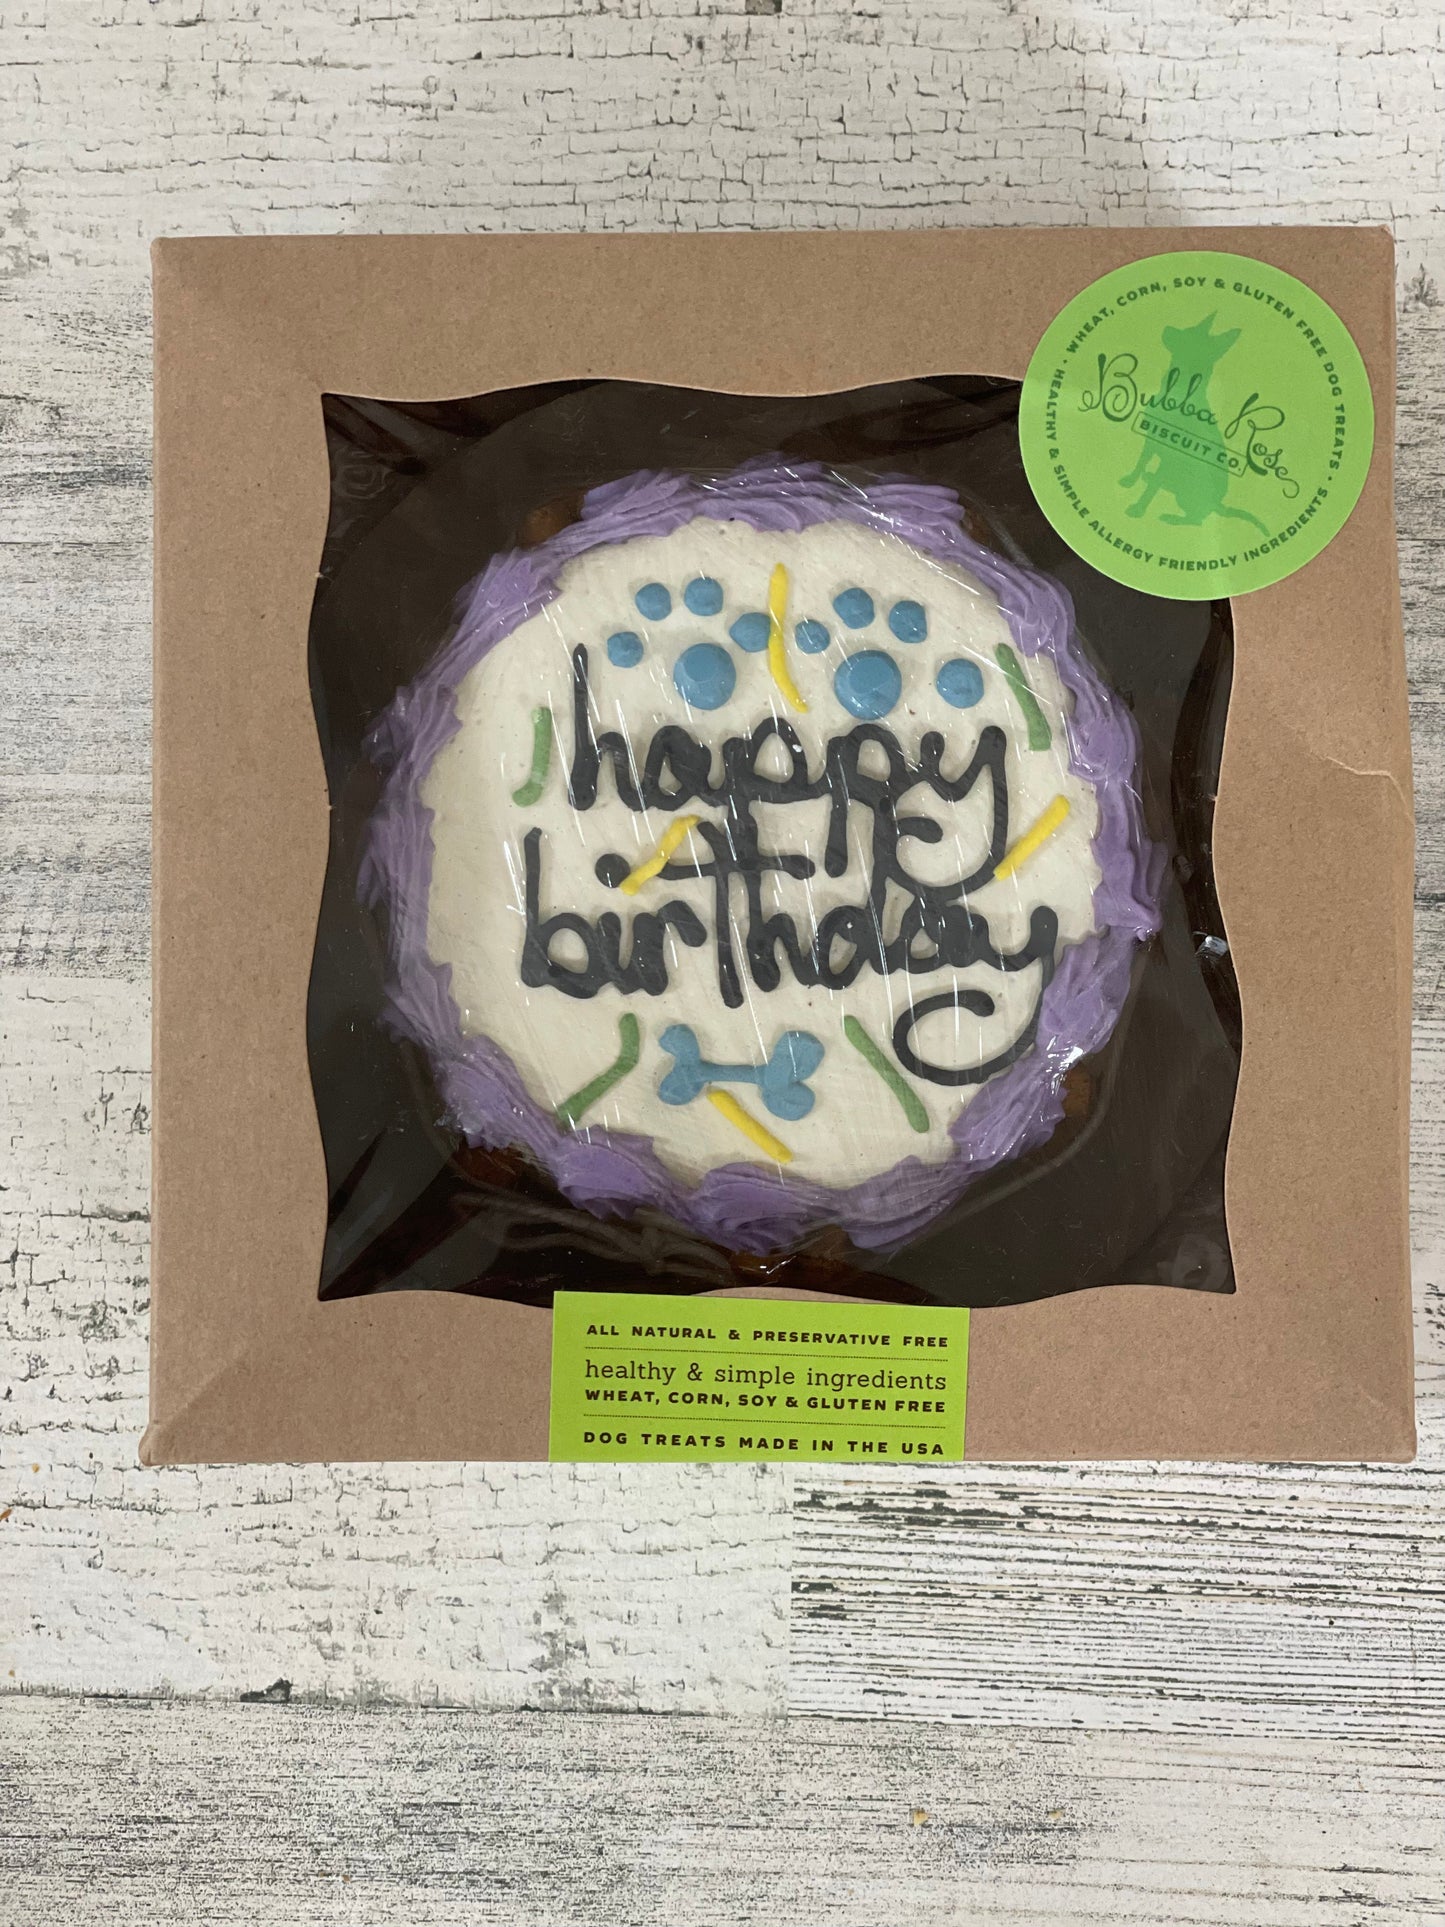 WHEAT, CORN, SOY & GLUTEN FREE DOG TREATS •
HEALTHY & SIMPLE ALLERGY FRIENDLY INGREDIENTS •
Bubba Rose
BISCUIT CO.
happy
birthday
ALL NATURAL & PRESERVATIVE FREE
healthy & simple ingredients
WHEAT, CORN, SOY & GLUTEN FREE
DOG TREATS MADE IN THE USA